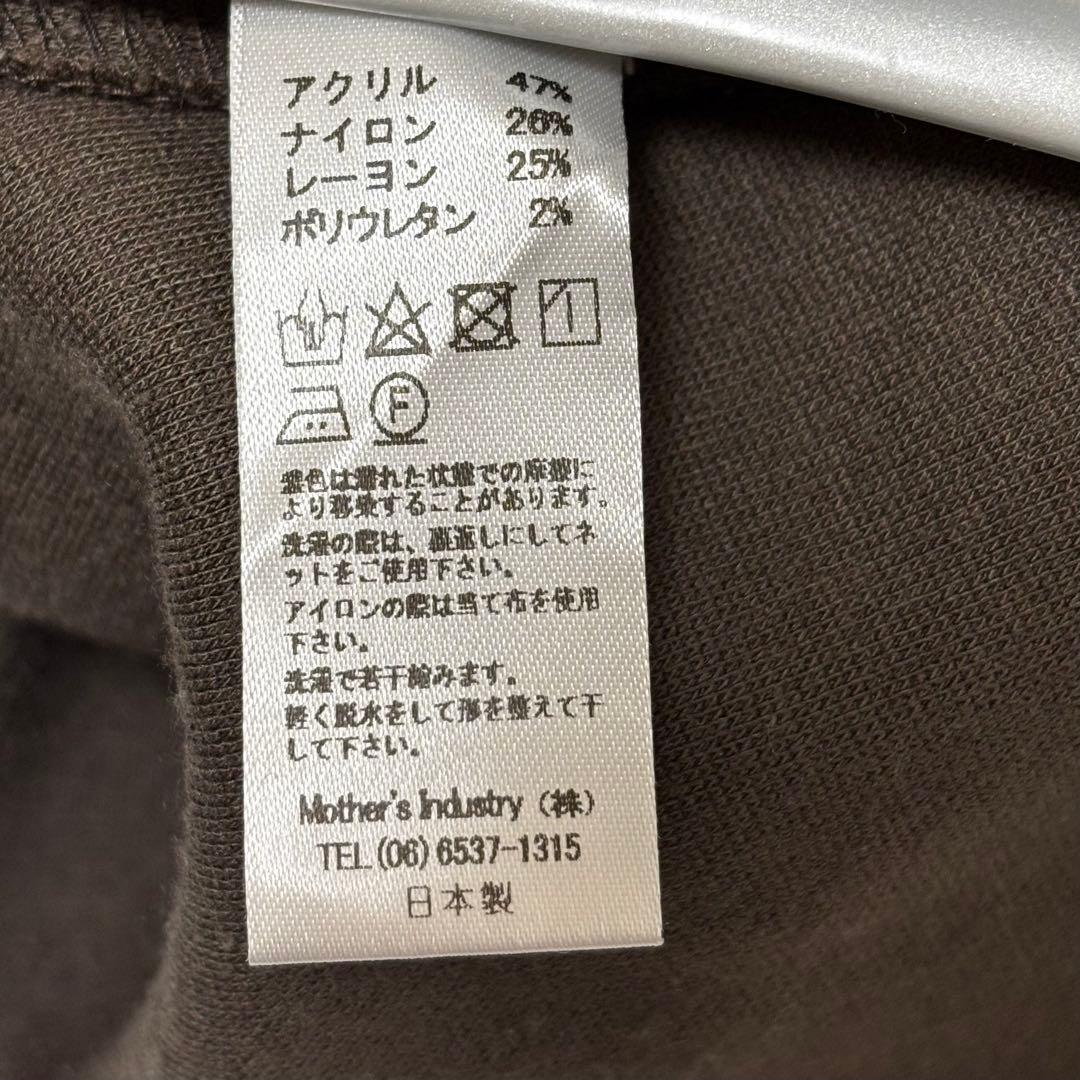 アクリル 47%
ナイロン 26%
レーヨン 25%
ポリウレタン 2%
F
濃色は濡れた状態での摩擦に
より移染することがあります。
洗濯の際は、裏返しにしてネ
ットをご使用下さい。
アイロンの際は当て布を使用
下さい。
洗濯で若干縮みます。
軽く脱水をして形を整えて干
して下さい。
Mother's Industry（株）
TEL(06)6537-1315
日本製